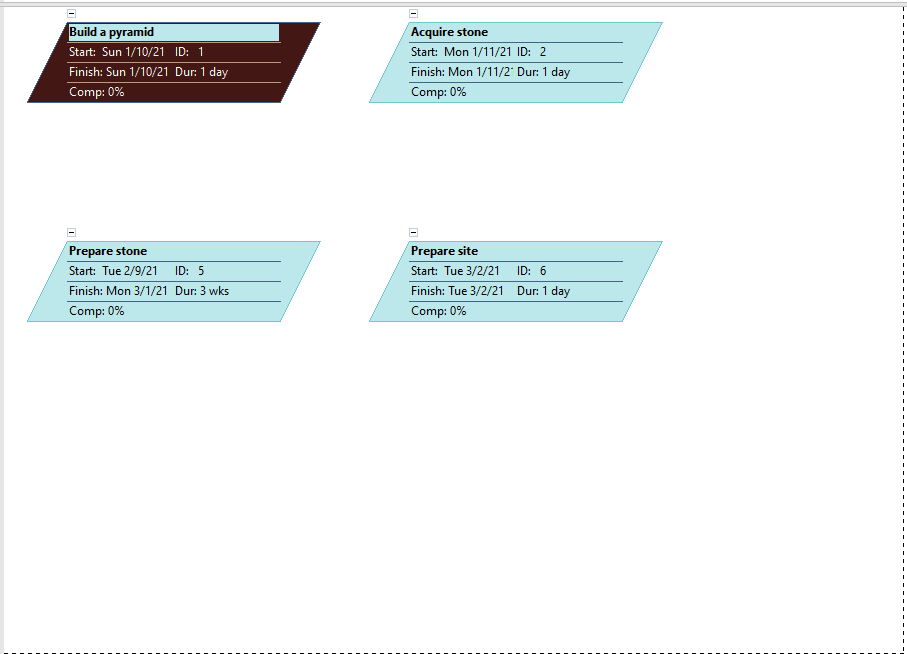 Build a pyramid
Start: Sun 1/10/21 ID: 1
Finish: Sun 1/10/21 Dur: 1 day
Comp: 0%
Acquire stone
Start: Mon 1/11/21 ID: 2
Finish: Mon 1/11/2 Dur: 1 day
Comp: 0%
Prepare stone
Start: Tue 2/9/21 ID: 5
Finish: Mon 3/1/21 Dur: 3 wks
Comp: 0%
Prepare site
Start: Tue 3/2/21 ID: 6
Finish: Tue 3/2/21 Dur: 1 day
Comp: 0%